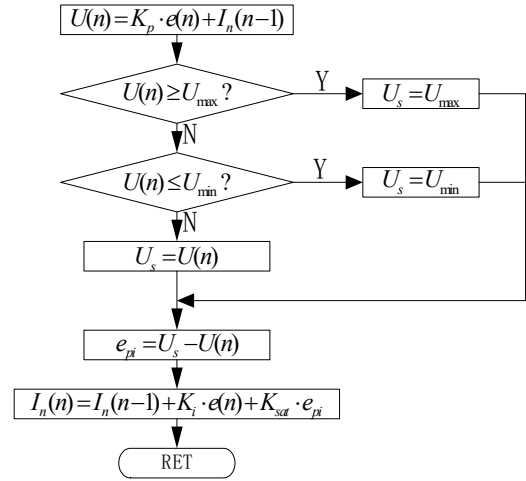 U(n)=K_p·e(n)+I_n(n-1)
U(n)≥U_max?
Y
U_s=U_max
N
U(n)≤U_min?
Y
U_s=U_min
N
U_s=U(n)
e_pi=U_s-U(n)
I_n(n)=I_n(n-1)+K_i·e(n)+K_sat·e_pi
RET